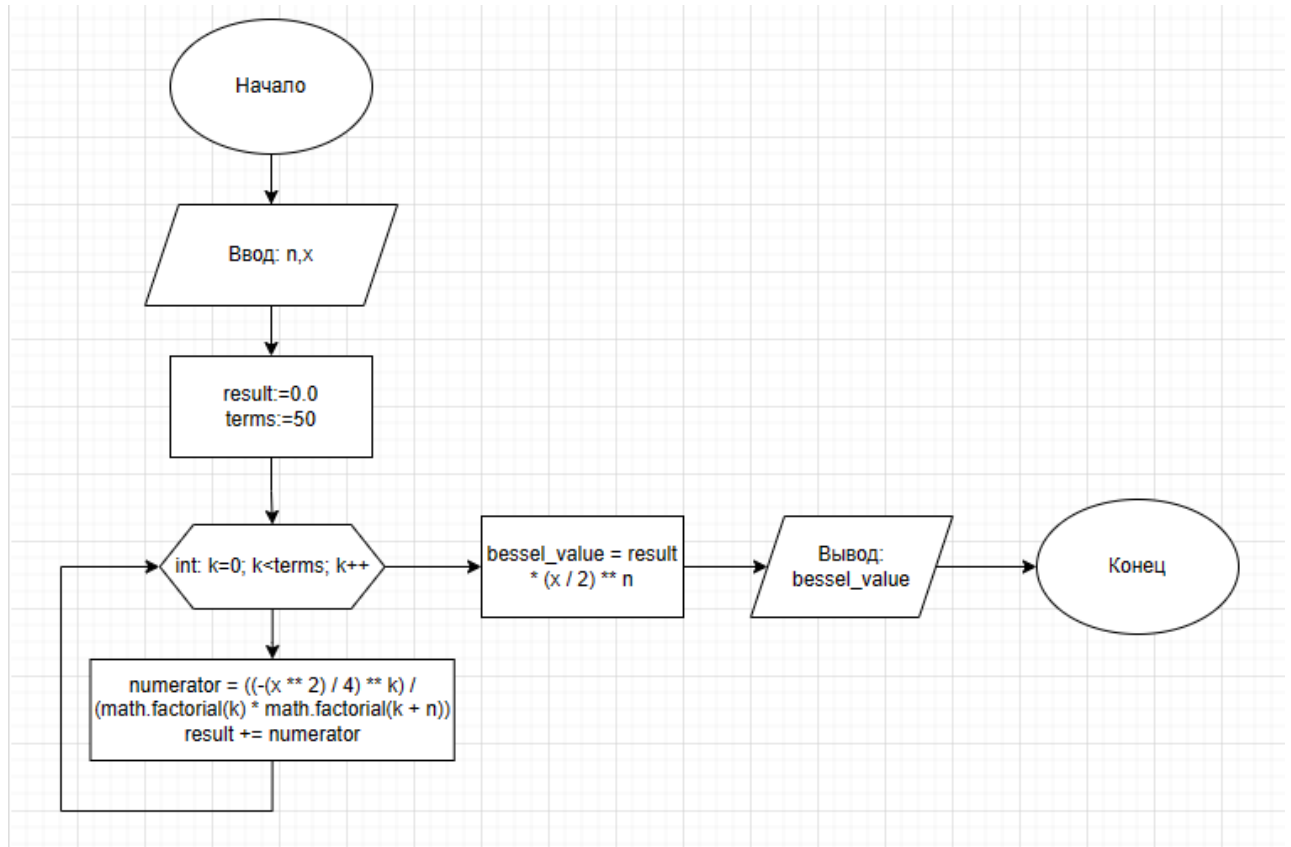 Начало
Ввод: n,x
result:=0.0
terms:=50
int: k=0; k<terms; k++
numerator = ((-(x ** 2) / 4) ** k) /
(math.factorial(k) * math.factorial(k + n))
result += numerator
bessel_value = result
* (x / 2) ** n
Вывод:
bessel_value
Конец